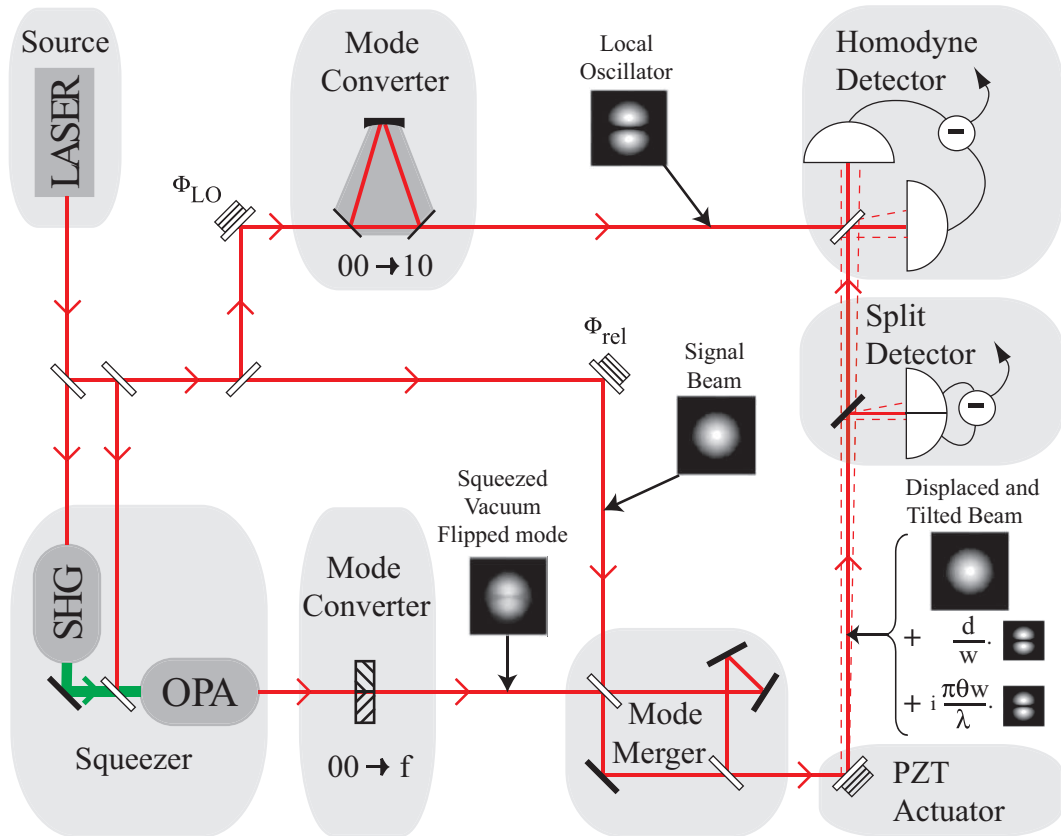 Source
LASER
Mode
Converter
00 → 10
Φ_LO
Local
Oscillator
Homodyne
Detector
−
Φ_rel
Signal
Beam
Split
Detector
−
Squeezed
Vacuum
Flipped mode
Displaced and
Tilted Beam
+ d/w ·
+ i πθw/λ ·
SHG
OPA
Squeezer
Mode
Converter
00 → f
Mode
Merger
PZT
Actuator